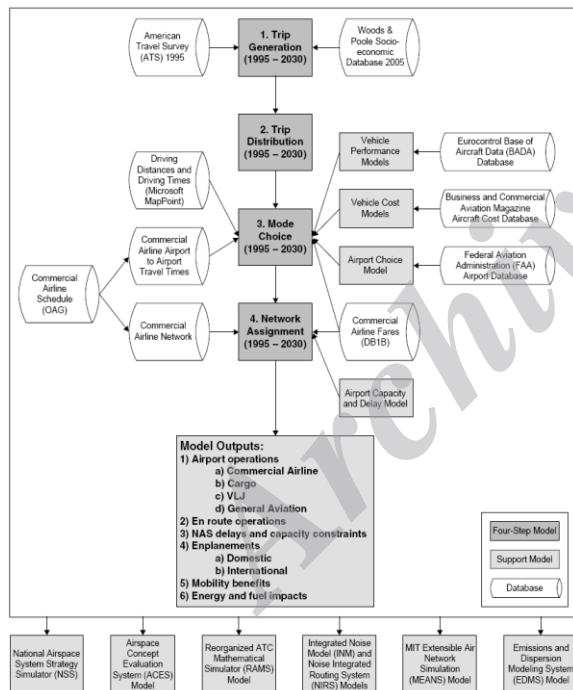 American
Travel Survey
(ATS) 1995
1. Trip
Generation
(1995 – 2030)
Woods &
Poole Socio-
economic
Database 2005
2. Trip
Distribution
(1995 – 2030)
Driving
Distances and
Driving Times
(Microsoft
MapPoint)
Vehicle
Performance
Models
Eurocontrol Base of
Aircraft Data (BADA)
Database
3. Mode
Choice
(1995 – 2030)
Vehicle Cost
Models
Business and Commercial
Aviation Magazine
Aircraft Cost Database
Commercial
Airline Airport
to Airport
Travel Times
Airport Choice
Model
Federal Aviation
Administration (FAA)
Airport Database
Commercial
Airline
Schedule
(OAG)
Commercial
Airline Network
4. Network
Assignment
(1995 – 2030)
Commercial
Airline Fares
(DB1B)
Airport Capacity
and Delay Model
Model Outputs:
1) Airport operations
a) Commercial Airline
b) Cargo
c) VLJ
d) General Aviation
2) En route operations
3) NAS delays and capacity constraints
4) Enplanements
a) Domestic
b) International
5) Mobility benefits
6) Energy and fuel impacts
Four-Step Model
Support Model
Database
National Airspace
System Strategy
Simulator (NSS)
Airspace
Concept
Evaluation
System (ACES)
Model
Reorganized ATC
Mathematical
Simulator (RAMS)
Model
Integrated Noise
Model (INM) and
Noise Integrated
Routing System
(NIRS) Models
MIT Extensible Air
Network
Simulation
(MEANS) Model
Emissions and
Dispersion
Modeling System
(EDMS) Model
Archiv